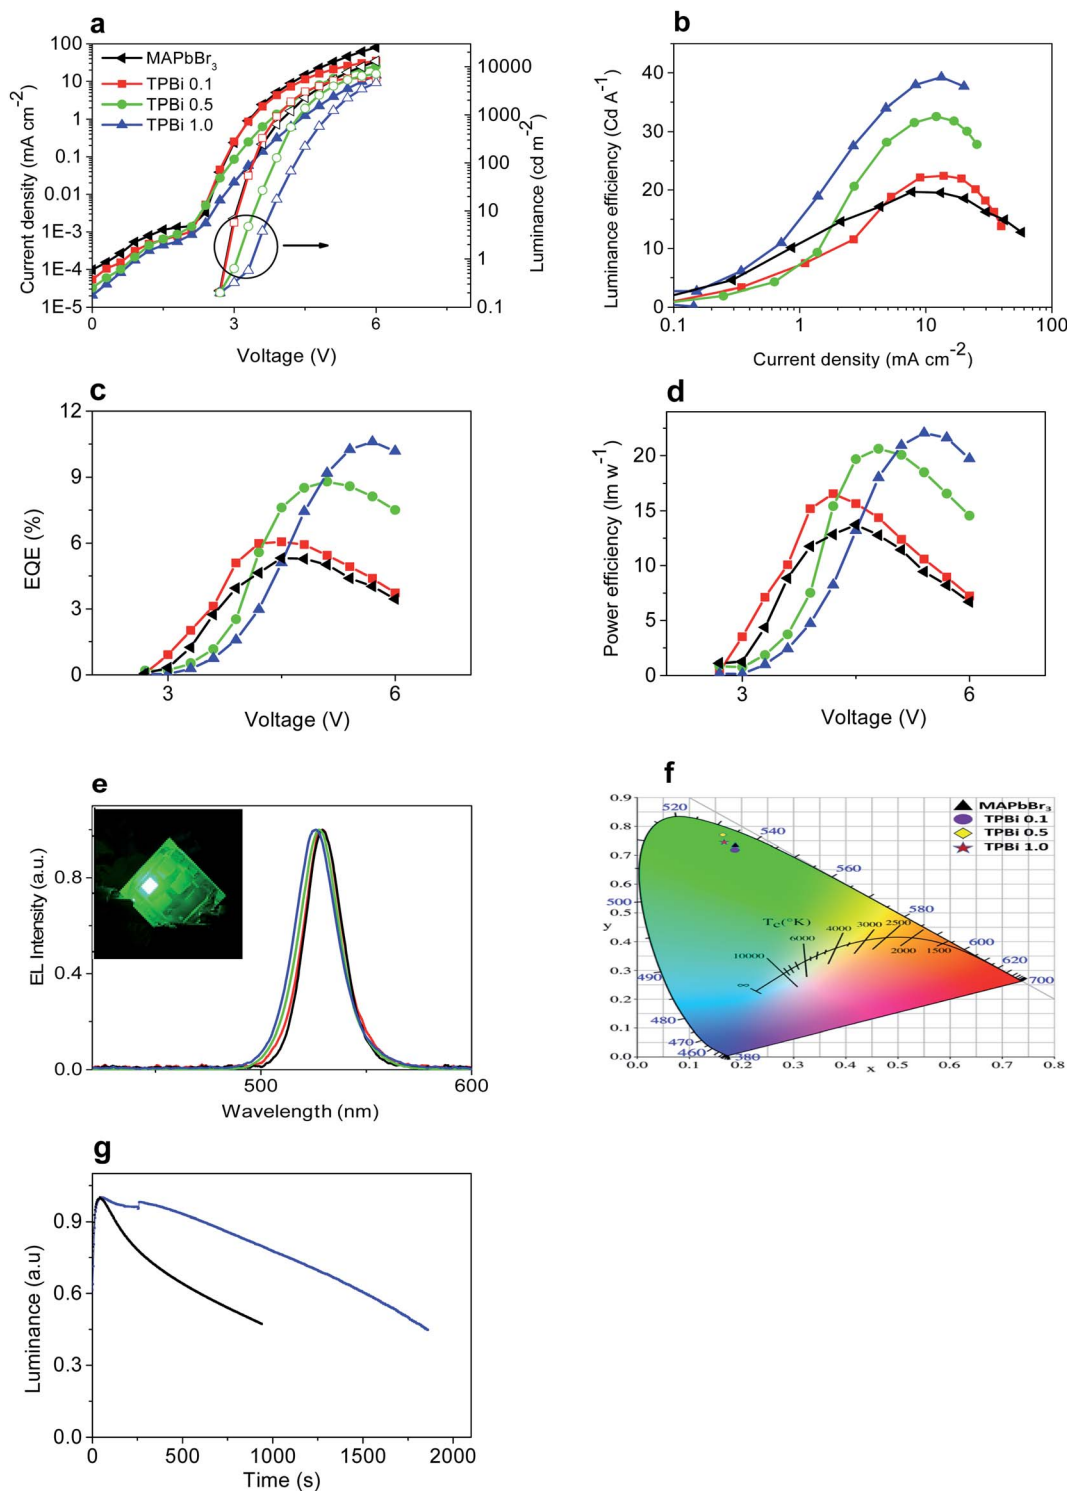 a
100
10
1
0.1
0.01
1E-3
1E-4
1E-5
Current density (mA cm⁻²)
MAPbBr₃
TPBi 0.1
TPBi 0.5
TPBi 1.0
10000
1000
100
10
1
0.1
Luminance (cd m⁻²)
0 3 6
Voltage (V)
b
40
30
20
10
0
Luminance efficiency (Cd A⁻¹)
0.1 1 10 100
Current density (mA cm⁻²)
c
12
9
6
3
0
EQE (%)
3 6
Voltage (V)
d
20
15
10
5
0
Power efficiency (lm w⁻¹)
3 6
Voltage (V)
e
0.8
0.4
0.0
EL Intensity (a.u.)
500 600
Wavelength (nm)
f
0.9
0.8
0.7
0.6
0.5
0.4
0.3
0.2
0.1
0.0
y
520
540
560
580
600
620
700
500
490
480
470
460
380
MAPbBr₃
TPBi 0.1
TPBi 0.5
TPBi 1.0
T_C(°K)
∞
10000
6000
4000
3000
2500
2000
1500
0.0 0.1 0.2 0.3 0.4 0.5 0.6 0.7 0.8
x
g
0.9
0.6
0.3
0.0
Luminance (a.u)
0 500 1000 1500 2000
Time (s)